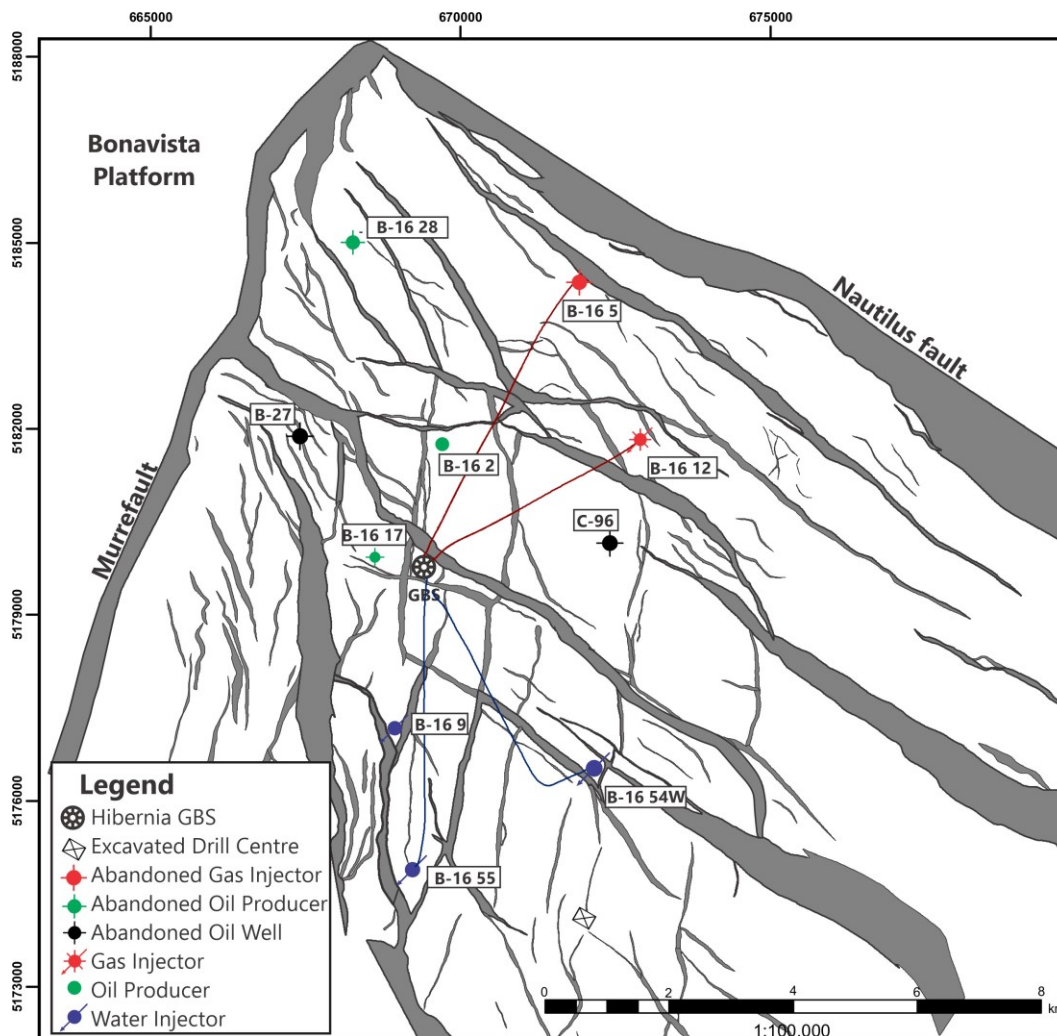 665000
670000
675000
5188000
5185000
5182000
5179000
5176000
5173000
Bonavista
Platform
B-16 28
B-16 5
Nautilus fault
B-27
B-16 2
B-16 12
Murrefault
C-96
B-16 17
GBS
B-16 9
B-16 54W
B-16 55
Legend
Hibernia GBS
Excavated Drill Centre
Abandoned Gas Injector
Abandoned Oil Producer
Abandoned Oil Well
Gas Injector
Oil Producer
Water Injector
0 2 4 6 8
km
1:100,000